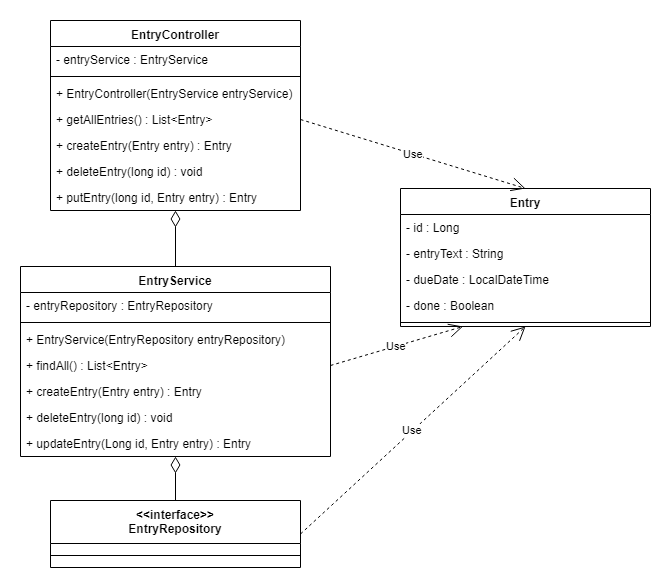 EntryController
- entryService : EntryService
+ EntryController(EntryService entryService)
+ getAllEntries() : List<Entry>
+ createEntry(Entry entry) : Entry
+ deleteEntry(long id) : void
+ putEntry(long id, Entry entry) : Entry
Use
Entry
- id : Long
- entryText : String
- dueDate : LocalDateTime
- done : Boolean
EntryService
- entryRepository : EntryRepository
+ EntryService(EntryRepository entryRepository)
+ findAll() : List<Entry>
+ createEntry(Entry entry) : Entry
+ deleteEntry(long id) : void
+ updateEntry(Long id, Entry entry) : Entry
Use
Use
<<interface>>
EntryRepository